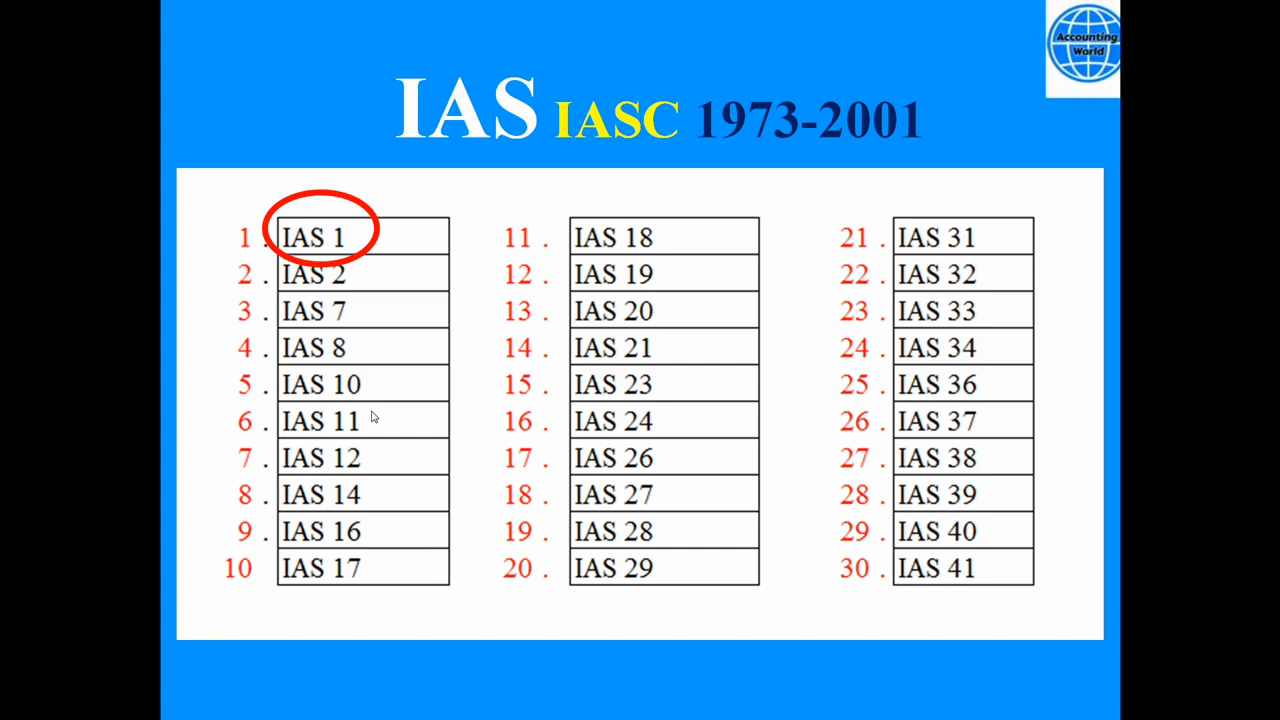 Accounting
World
IAS IASC 1973-2001
1 . IAS 1
2 . IAS 2
3 . IAS 7
4 . IAS 8
5 . IAS 10
6 . IAS 11
7 . IAS 12
8 . IAS 14
9 . IAS 16
10 IAS 17
11 . IAS 18
12 . IAS 19
13 . IAS 20
14 . IAS 21
15 . IAS 23
16 . IAS 24
17 . IAS 26
18 . IAS 27
19 . IAS 28
20 . IAS 29
21 . IAS 31
22 . IAS 32
23 . IAS 33
24 . IAS 34
25 . IAS 36
26 . IAS 37
27 . IAS 38
28 . IAS 39
29 . IAS 40
30 . IAS 41